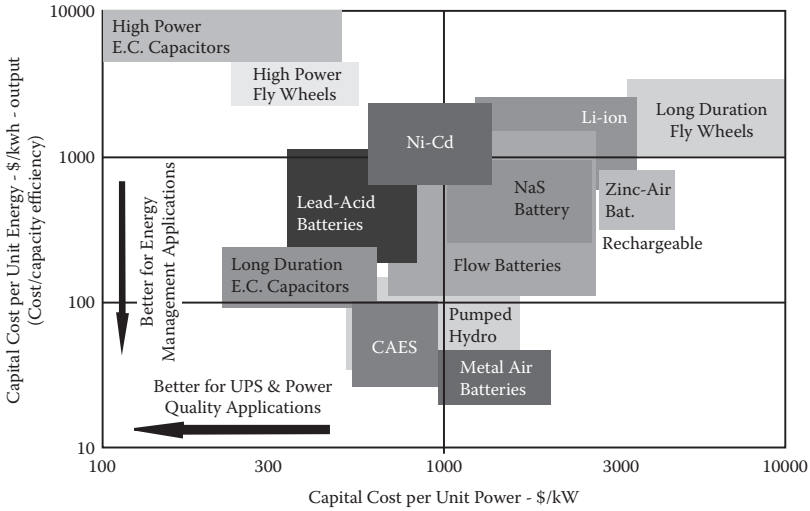 10000
1000
100
10
Capital Cost per Unit Energy - $/kwh - output
(Cost/capacity efficiency)
High Power
E.C. Capacitors
High Power
Fly Wheels
Ni-Cd
Li-ion
Long Duration
Fly Wheels
Lead-Acid
Batteries
NaS
Battery
Zinc-Air
Bat.
Rechargeable
Flow Batteries
Long Duration
E.C. Capacitors
CAES
Pumped
Hydro
Metal Air
Batteries
Better for Energy
Management Applications
Better for UPS & Power
Quality Applications
100
300
1000
3000
10000
Capital Cost per Unit Power - $/kW